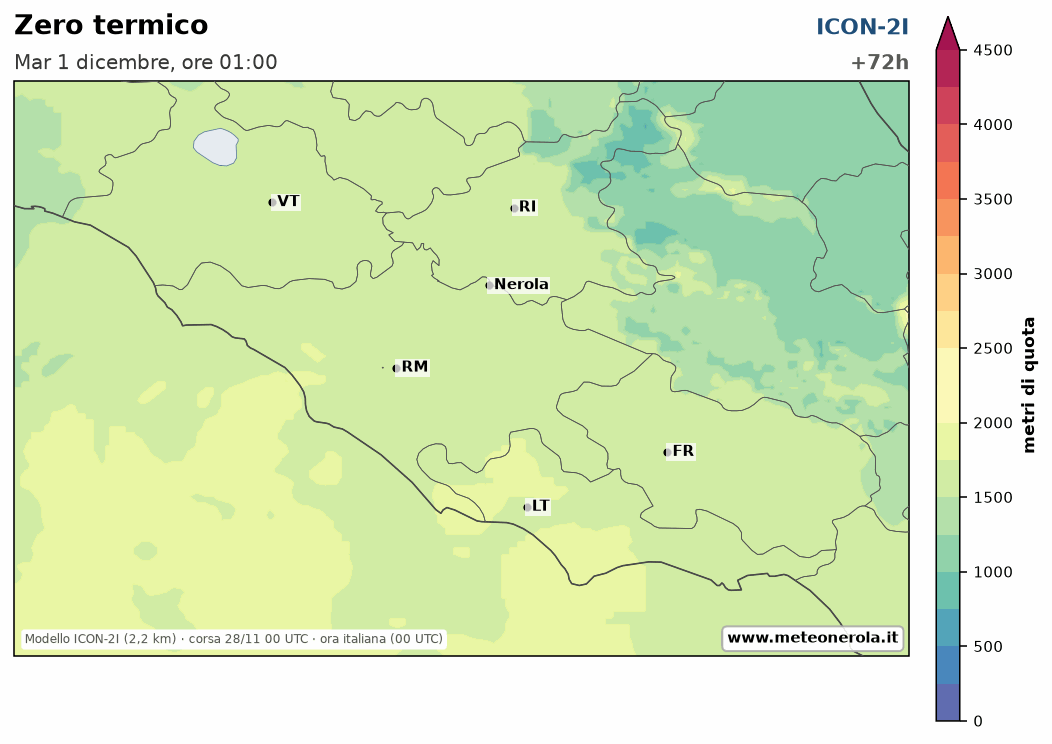 Zero termico
ICON-2I
Mar 1 dicembre, ore 01:00
+72h
4500
4000
3500
3000
2500
2000
1500
1000
500
0
metri di quota
VT
RI
Nerola
RM
FR
LT
Modello ICON-2I (2,2 km) · corsa 28/11 00 UTC · ora italiana (00 UTC)
www.meteonerola.it